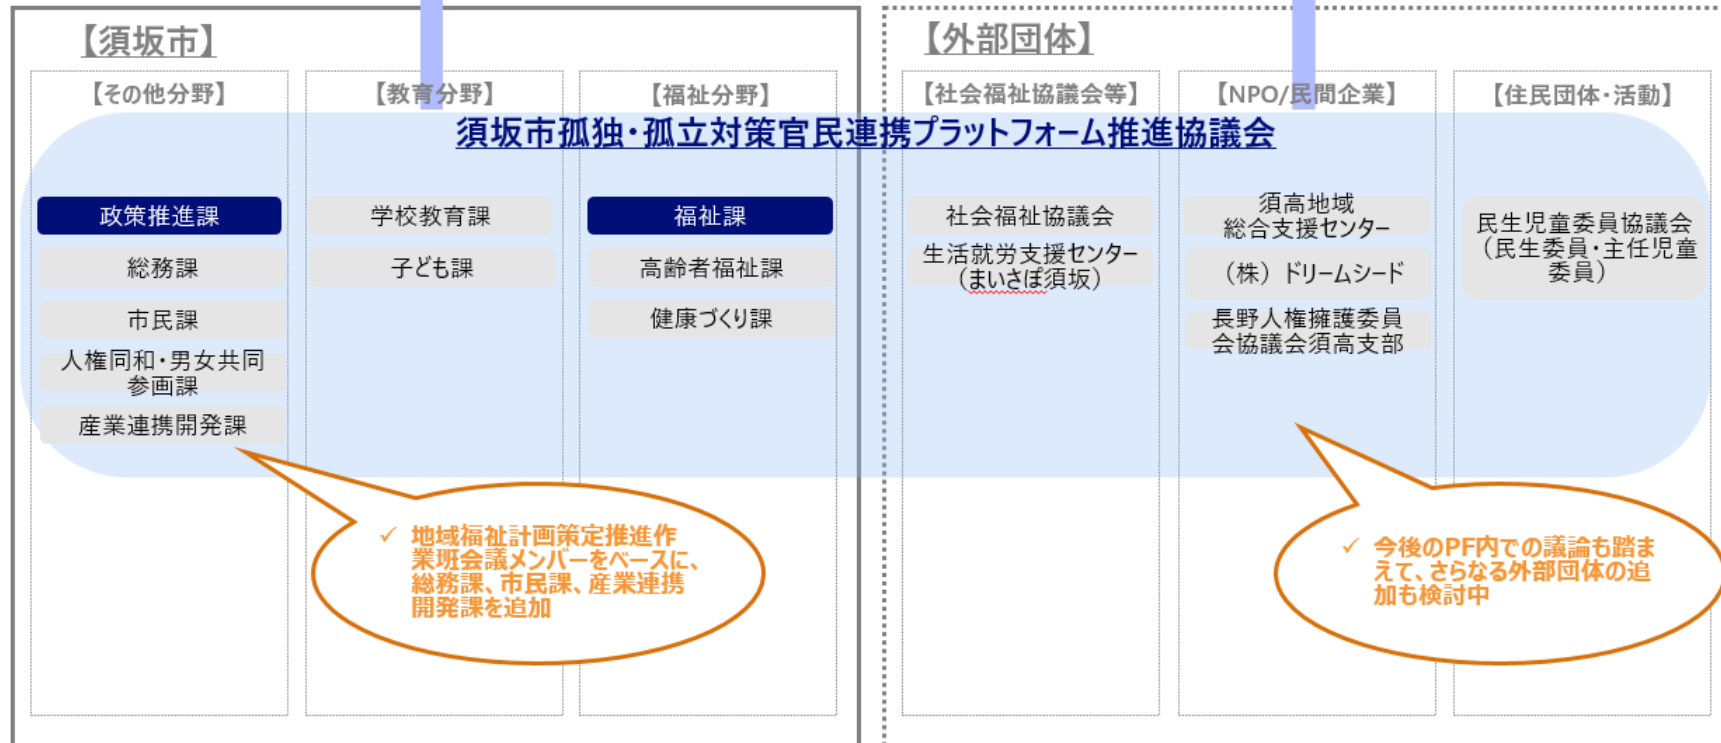 【須坂市】
【外部団体】
【その他分野】
【教育分野】
【福祉分野】
【社会福祉協議会等】
【NPO/民間企業】
【住民団体・活動】
須坂市孤独・孤立対策官民連携プラットフォーム推進協議会
政策推進課
総務課
市民課
人権同和・男女共同
参画課
産業連携開発課
学校教育課
子ども課
福祉課
高齢者福祉課
健康づくり課
社会福祉協議会
生活就労支援センター
（まいさぽ須坂）
須高地域
総合支援センター
（株）ドリームシード
長野人権擁護委員
会協議会須高支部
民生児童委員協議会
（民生委員・主任児童
委員）
✓ 地域福祉計画策定推進作
業班会議メンバーをベースに、
総務課、市民課、産業連携
開発課を追加
✓ 今後のPF内での議論も踏ま
えて、さらなる外部団体の追
加も検討中